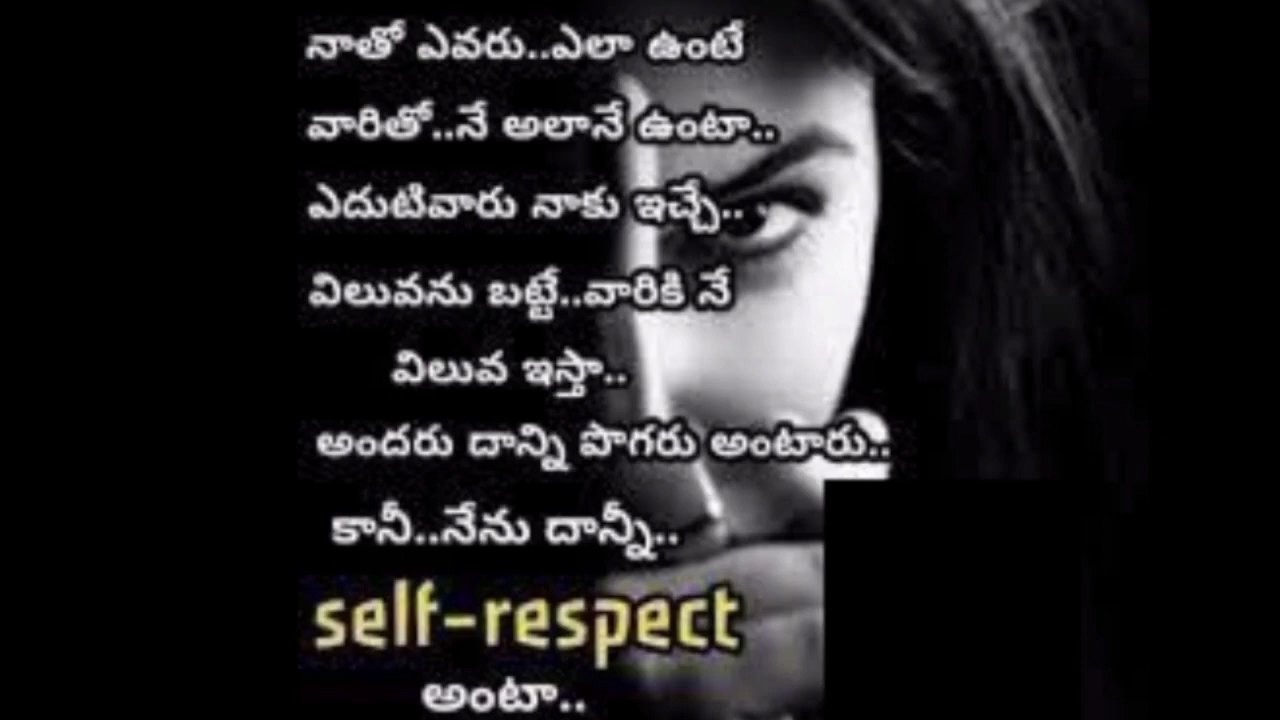 నాతో ఎవరు..ఎలా ఉంటే
వారితో..నే అలానే ఉంటా..
ఎదుటివారు నాకు ఇచ్చే..
విలువను బట్టే..వారికి నే
విలువ ఇస్తా..
అందరు దాన్ని పొగరు అంటారు..
కానీ..నేను దాన్నీ..
self-respect
అంటా..